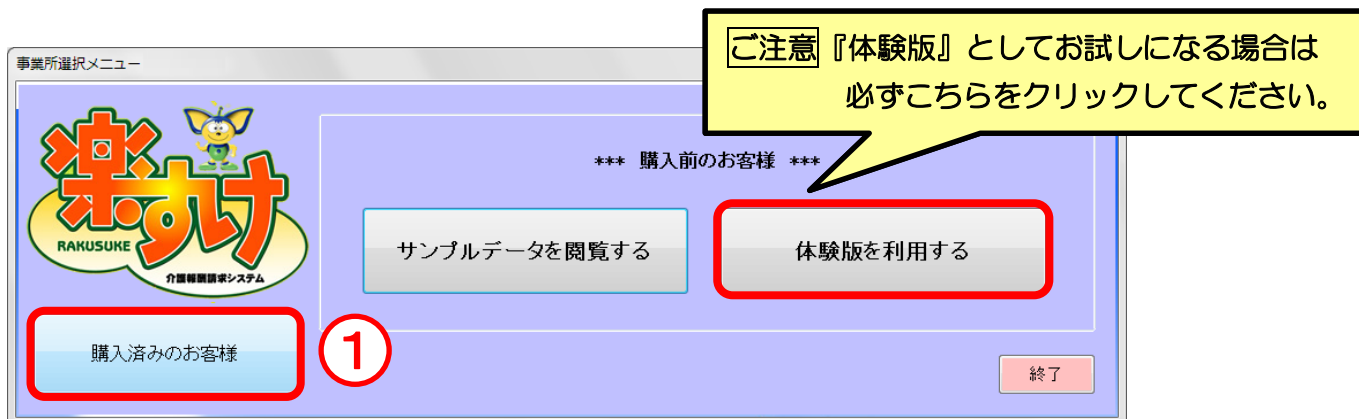 ご注意『体験版』としてお試しになる場合は
必ずこちらをクリックしてください。
事業所選択メニュー
楽すけ
RAKUSUKE
介護報酬請求システム
*** 購入前のお客様 ***
サンプルデータを閲覧する
体験版を利用する
購入済みのお客様
①
終了